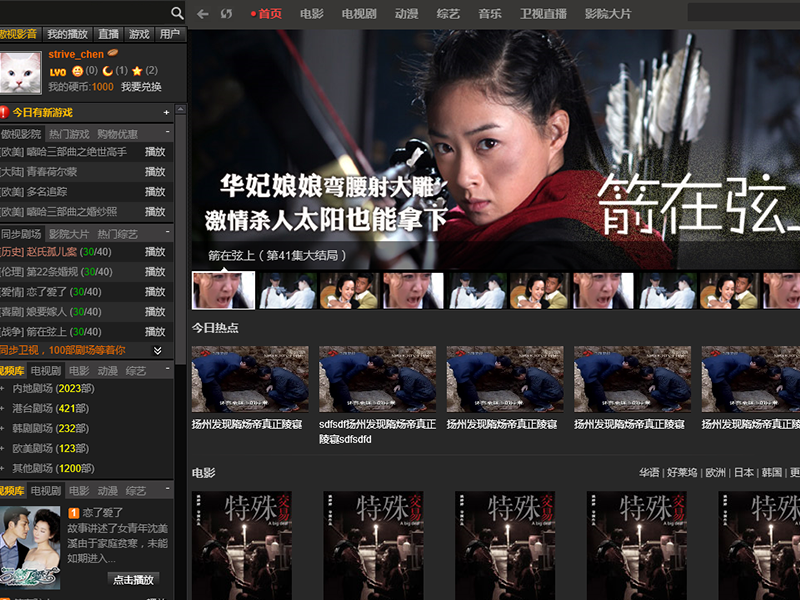 首页 电影 电视剧 动漫 综艺 音乐 卫视直播 影院大片
傲视影音 我的播放 直播 游戏 用户
strive_chen
LV0 (0) (1) (2)
我的硬币:1000 我要兑换
今日有新游戏 +
傲视影院 热门游戏 购物优惠 -
[欧美] 嘻哈三部曲之绝世高手 播放
[大陆] 青春荷尔蒙 播放
[欧美] 多名追踪 播放
[欧美] 嘻哈三部曲之婚纱照 播放
同步剧场 影院大片 热门综艺 -
[历史] 赵氏孤儿案 (30/40) 播放
[伦理] 第22条婚规 (30/40) 播放
[爱情] 恋了爱了 (30/40) 播放
[喜剧] 娘要嫁人 (30/40) 播放
[战争] 箭在弦上 (30/40) 播放
同步卫视，100部剧场等着你
视频库 电视剧 电影 动漫 综艺 -
+ 内地剧场 (2023部)
+ 港台剧场 (421部)
+ 韩剧剧场 (232部)
+ 欧美剧场 (123部)
+ 其他剧场 (1200部)
视频库 电视剧 电影 动漫 综艺 -
1 恋了爱了
故事讲述了女青年沈美
溪由于家庭贫寒，未能
如期进入...
点击播放
华妃娘娘弯腰射大雕
激情杀人太阳也能拿下
箭在弦上
箭在弦上（第41集大结局）
今日热点
扬州发现隋炀帝真正陵寝
sdfsdf扬州发现隋炀帝真正
陵寝sdfsdfd
扬州发现隋炀帝真正陵寝
扬州发现隋炀帝真正陵寝
扬州发现隋炀帝真正陵寝
电影
华语 | 好莱坞 | 欧洲 | 日本 | 韩国 | 更
特殊交易
A big deal
特殊交易
A big deal
特殊交易
A big deal
特殊交易
A big deal
特殊